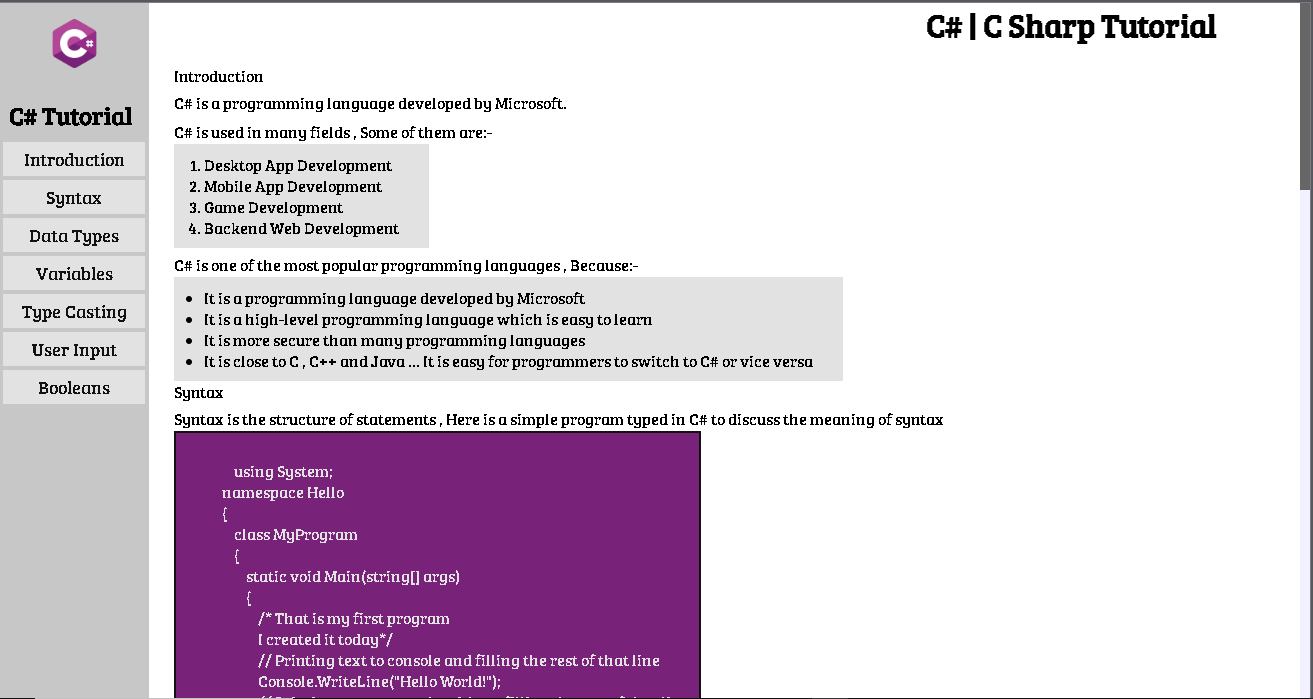 C# | C Sharp Tutorial
C#
C# Tutorial
Introduction
Syntax
Data Types
Variables
Type Casting
User Input
Booleans
Introduction
C# is a programming language developed by Microsoft.
C# is used in many fields , Some of them are:-
1. Desktop App Development
2. Mobile App Development
3. Game Development
4. Backend Web Development
C# is one of the most popular programming languages , Because:-
• It is a programming language developed by Microsoft
• It is a high-level programming language which is easy to learn
• It is more secure than many programming languages
• It is close to C , C++ and Java ... It is easy for programmers to switch to C# or vice versa
Syntax
Syntax is the structure of statements , Here is a simple program typed in C# to discuss the meaning of syntax
using System;
namespace Hello
{
class MyProgram
{
static void Main(string[] args)
{
/* That is my first program
I created it today*/
// Printing text to console and filling the rest of that line
Console.WriteLine("Hello World!");